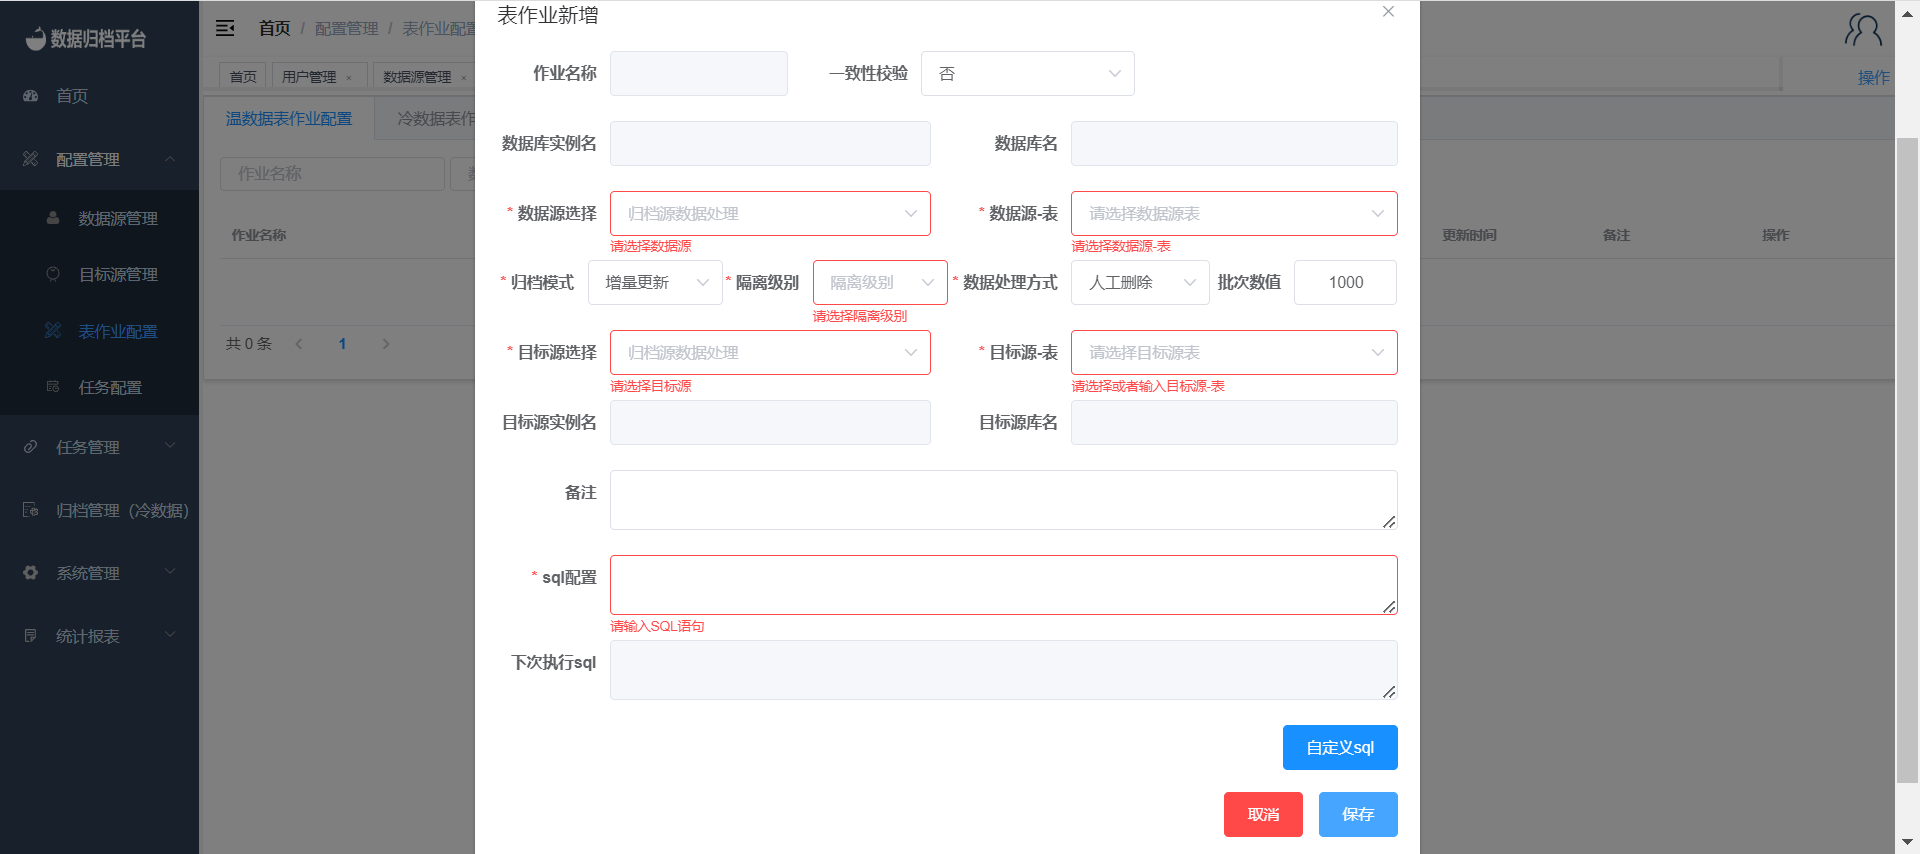 数据归档平台
首页
配置管理
数据源管理
目标源管理
表作业配置
任务配置
任务管理
归档管理（冷数据）
系统管理
统计报表
首页 / 配置管理 / 表作业配置
首页 用户管理 × 数据源管理 ×
操作
温数据表作业配置 冷数据表作
作业名称
作业名称
更新时间 备注 操作
共 0 条 1
表作业新增
作业名称 一致性校验 否
数据库实例名 数据库名
* 数据源选择 归档源数据处理 * 数据源-表 请选择数据源表
请选择数据源 请选择数据源-表
* 归档模式 增量更新 * 隔离级别 隔离级别 * 数据处理方式 人工删除 批次数值 1000
请选择隔离级别
* 目标源选择 归档源数据处理 * 目标源-表 请选择目标源表
请选择目标源 请选择或者输入目标源-表
目标源实例名 目标源库名
备注
* sql配置
请输入SQL语句
下次执行sql
自定义sql
取消 保存